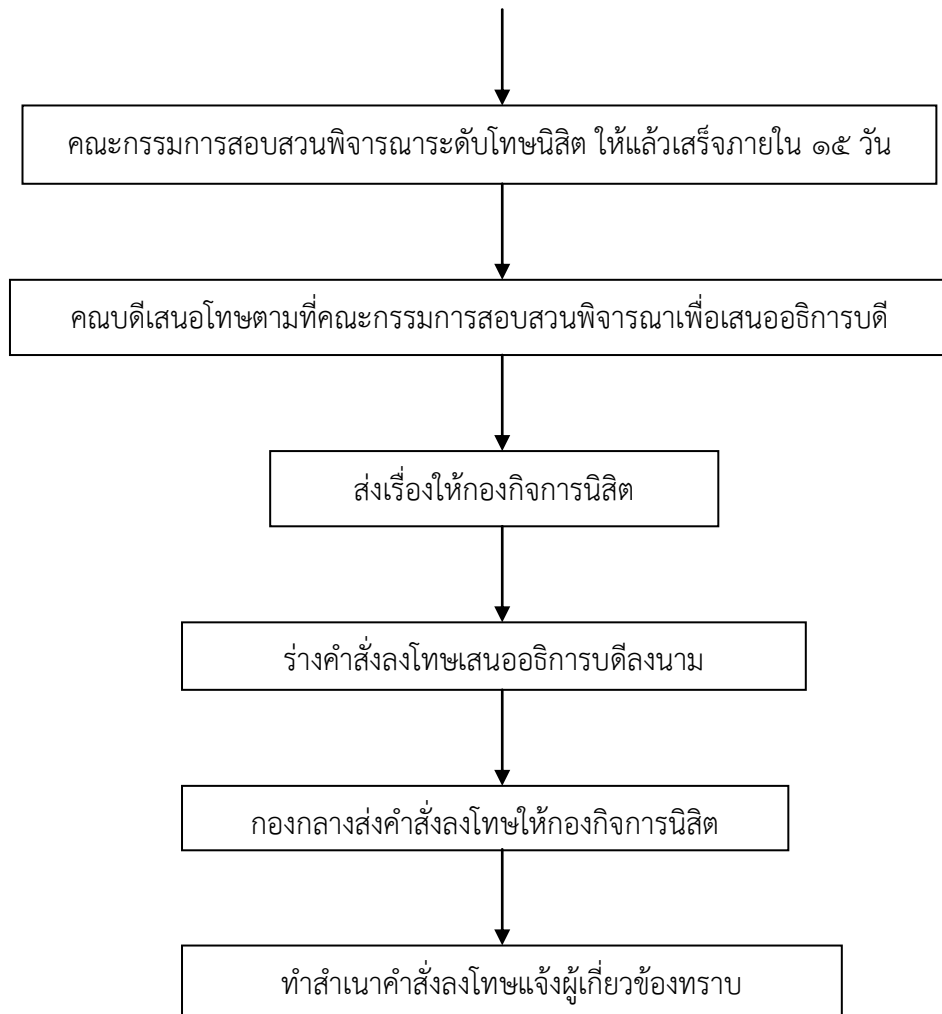 คณะกรรมการสอบสวนพิจารณาระดับโทษนิสิต ให้แล้วเสร็จภายใน ๑๕ วัน
คณบดีเสนอโทษตามที่คณะกรรมการสอบสวนพิจารณาเพื่อเสนออธิการบดี
ส่งเรื่องให้กองกิจการนิสิต
ร่างคำสั่งลงโทษเสนออธิการบดีลงนาม
กองกลางส่งคำสั่งลงโทษให้กองกิจการนิสิต
ทำสำเนาคำสั่งลงโทษแจ้งผู้เกี่ยวข้องทราบ